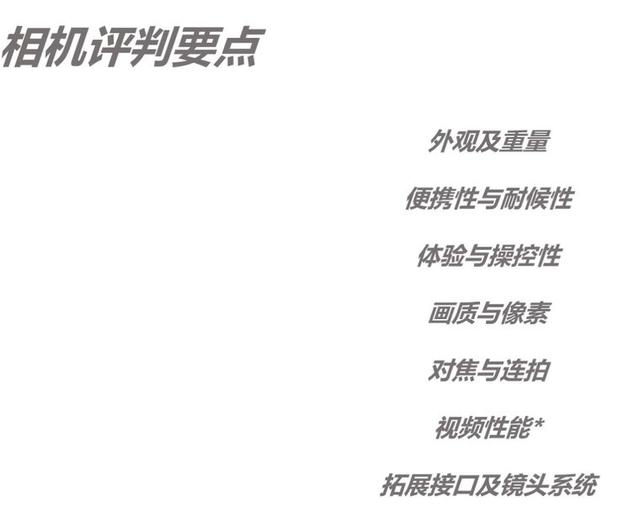 相机评判要点
外观及重量
便携性与耐候性
体验与操控性
画质与像素
对焦与连拍
视频性能*
拓展接口及镜头系统